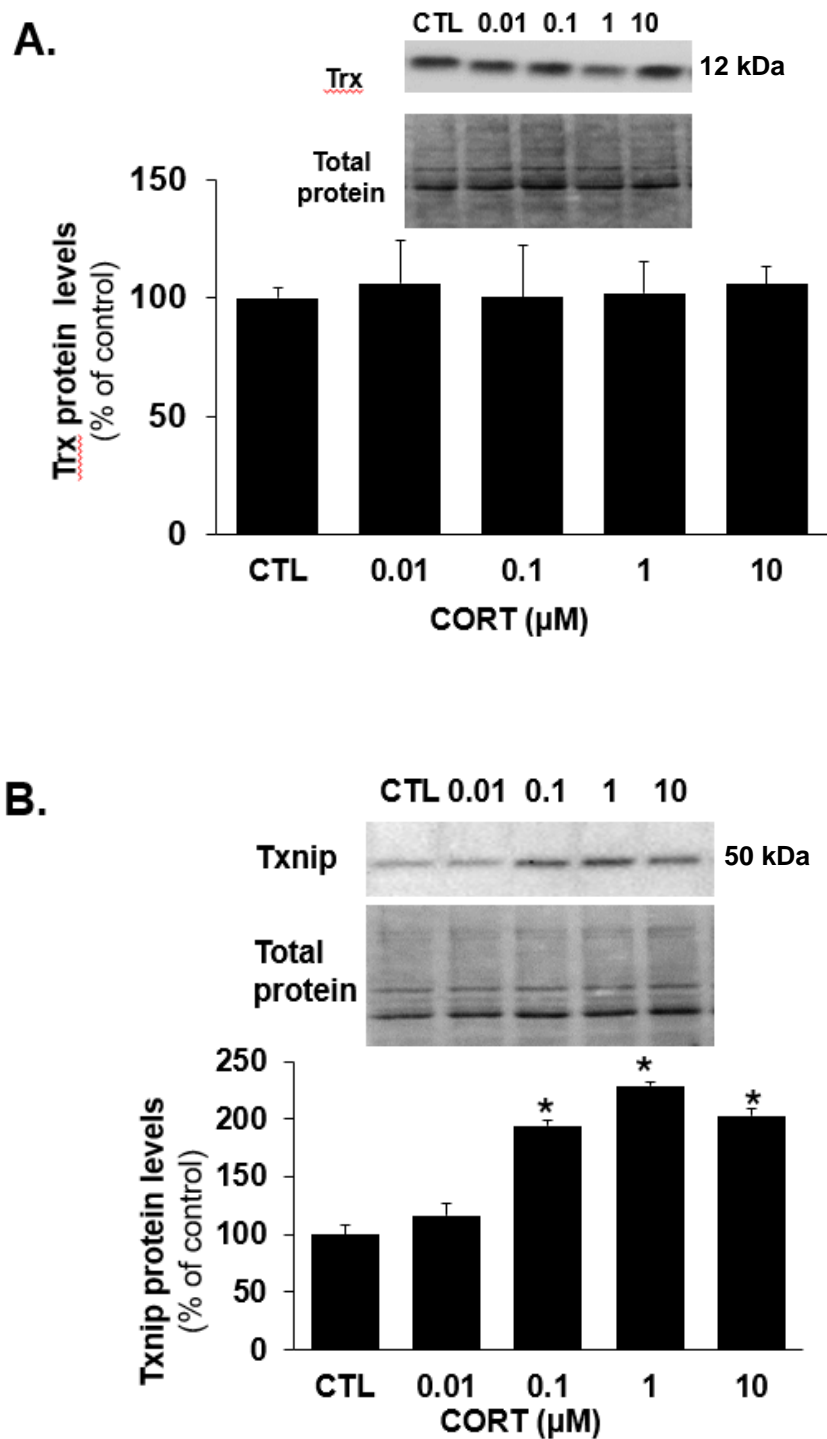 A.
CTL 0.01 0.1 1 10
Trx
12 kDa
Total
protein
Trx protein levels
(% of control)
150
100
50
0
CTL 0.01 0.1 1 10
CORT (µM)
B.
CTL 0.01 0.1 1 10
Txnip
50 kDa
Total
protein
Txnip protein levels
(% of control)
250
200
150
100
50
0
* * *
CTL 0.01 0.1 1 10
CORT (µM)